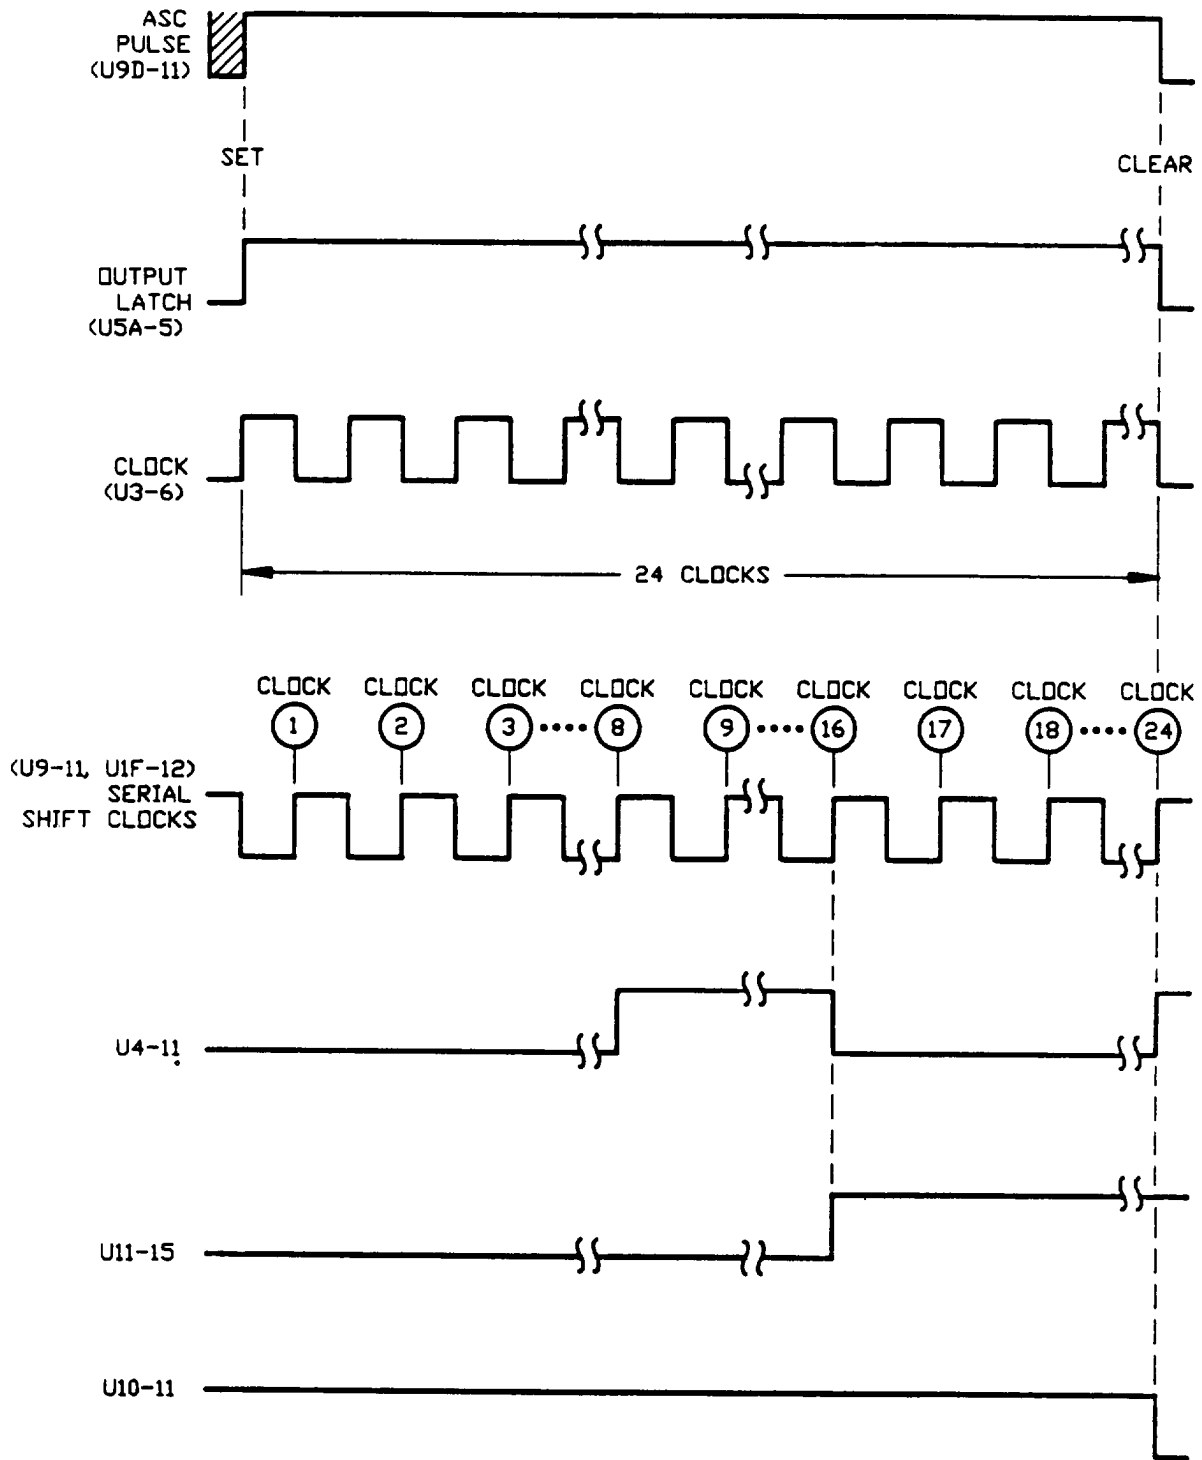 ASC
PULSE
(U9D-11)
SET
CLEAR
OUTPUT
LATCH
(U5A-5)
CLOCK
(U3-6)
24 CLOCKS
CLOCK CLOCK CLOCK CLOCK CLOCK CLOCK CLOCK CLOCK CLOCK
1 2 3 •••• 8 9 •••• 16 17 18 •••• 24
(U9-11, U1F-12)
SERIAL
SHIFT CLOCKS
U4-11
U11-15
U10-11